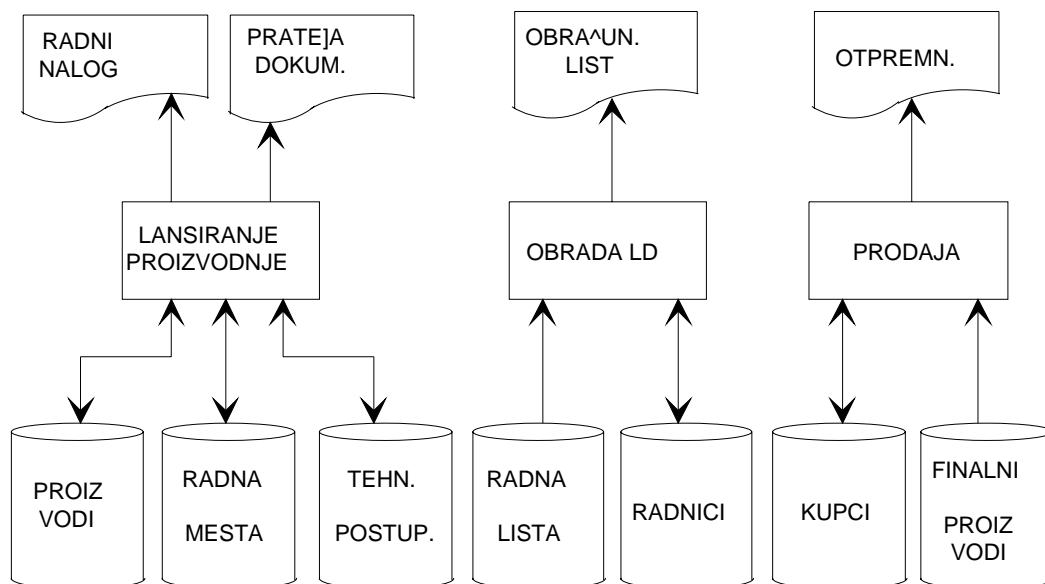 RADNI
NALOG
PRATE]A
DOKUM.
OBRA^UN.
LIST
OTPREMN.
LANSIRANJE
PROIZVODNJE
OBRADA LD
PRODAJA
PROIZ
VODI
RADNA
MESTA
TEHN.
POSTUP.
RADNA
LISTA
RADNICI
KUPCI
FINALNI
PROIZ
VODI